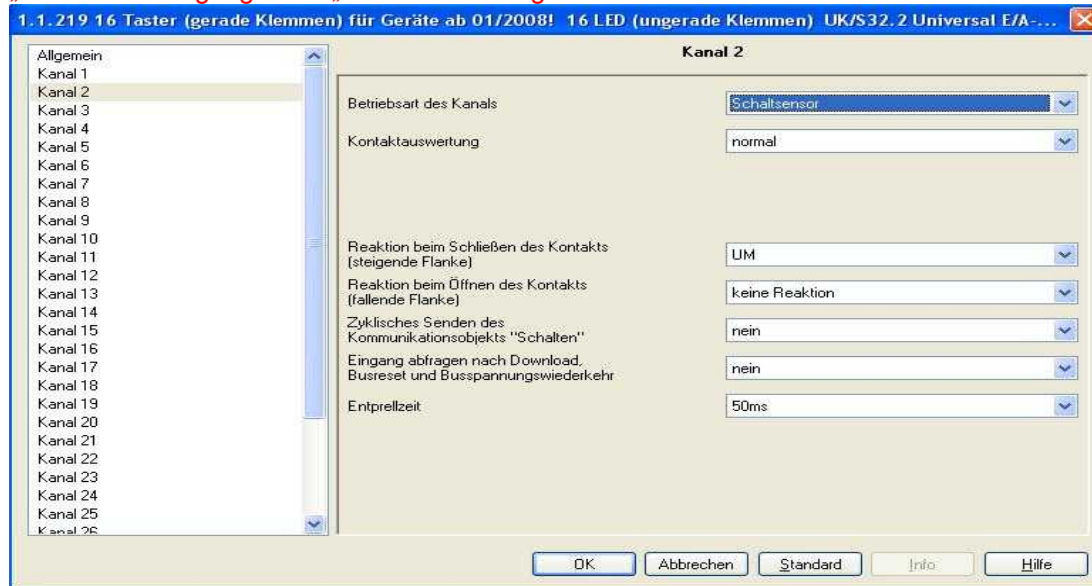 1.1.219 16 Taster (gerade Klemmen) für Geräte ab 01/2008! 16 LED (ungerade Klemmen) UK/S32.2 Universal E/A-...
Allgemein
Kanal 1
Kanal 2
Kanal 3
Kanal 4
Kanal 5
Kanal 6
Kanal 7
Kanal 8
Kanal 9
Kanal 10
Kanal 11
Kanal 12
Kanal 13
Kanal 14
Kanal 15
Kanal 16
Kanal 17
Kanal 18
Kanal 19
Kanal 20
Kanal 21
Kanal 22
Kanal 23
Kanal 24
Kanal 25
Kanal 26
Kanal 2
Betriebsart des Kanals
Schaltsensor
Kontaktauswertung
normal
Reaktion beim Schließen des Kontakts
(steigende Flanke)
UM
Reaktion beim Öffnen des Kontakts
(fallende Flanke)
keine Reaktion
Zyklisches Senden des
Kommunikationsobjekts "Schalten"
nein
Eingang abfragen nach Download,
Busreset und Busspannungswiederkehr
nein
Entprellzeit
50ms
OK
Abbrechen
Standard
Info
Hilfe